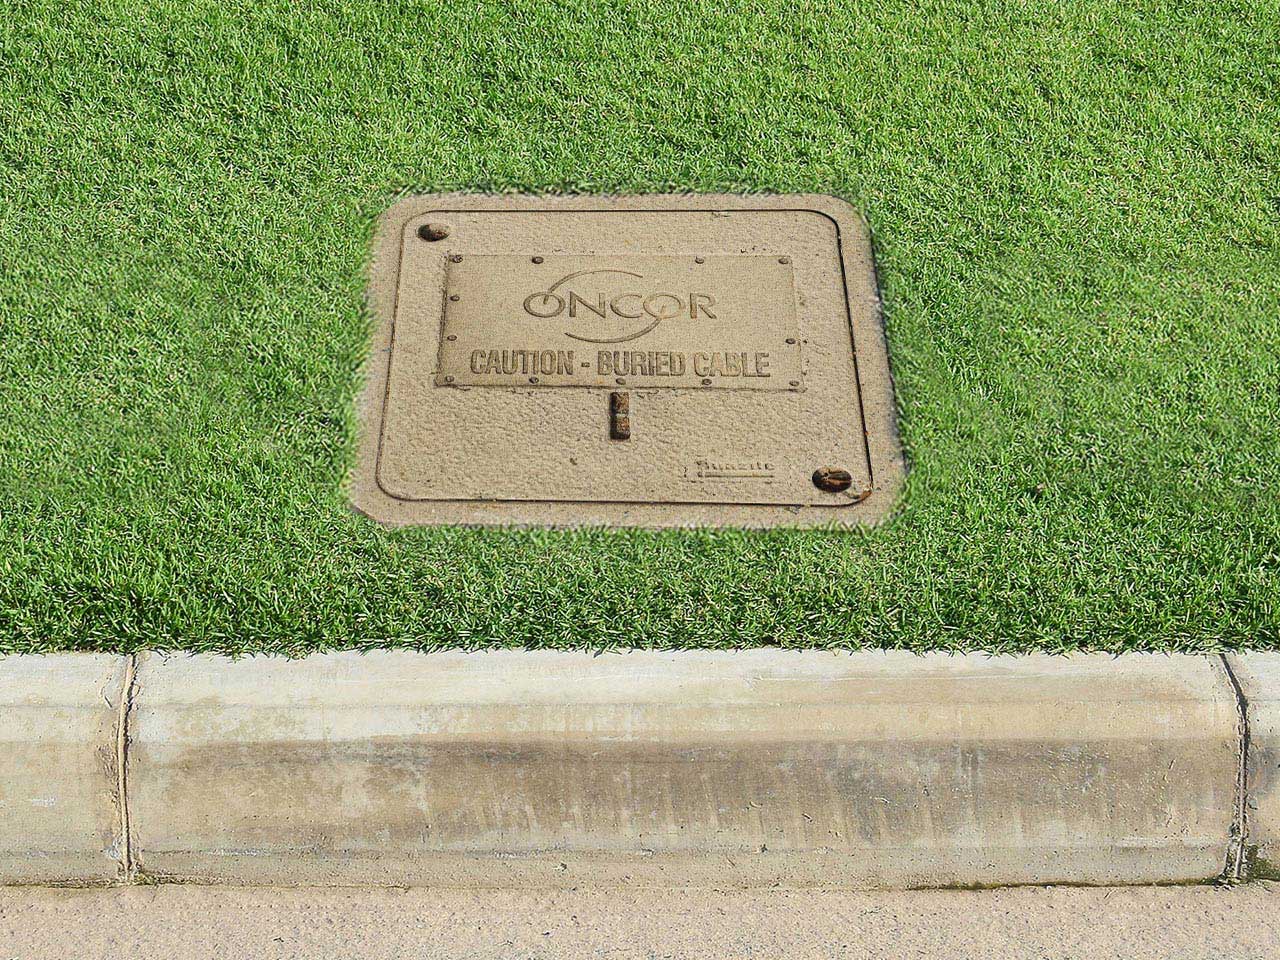 ONCOR
CAUTION - BURIED CABLE